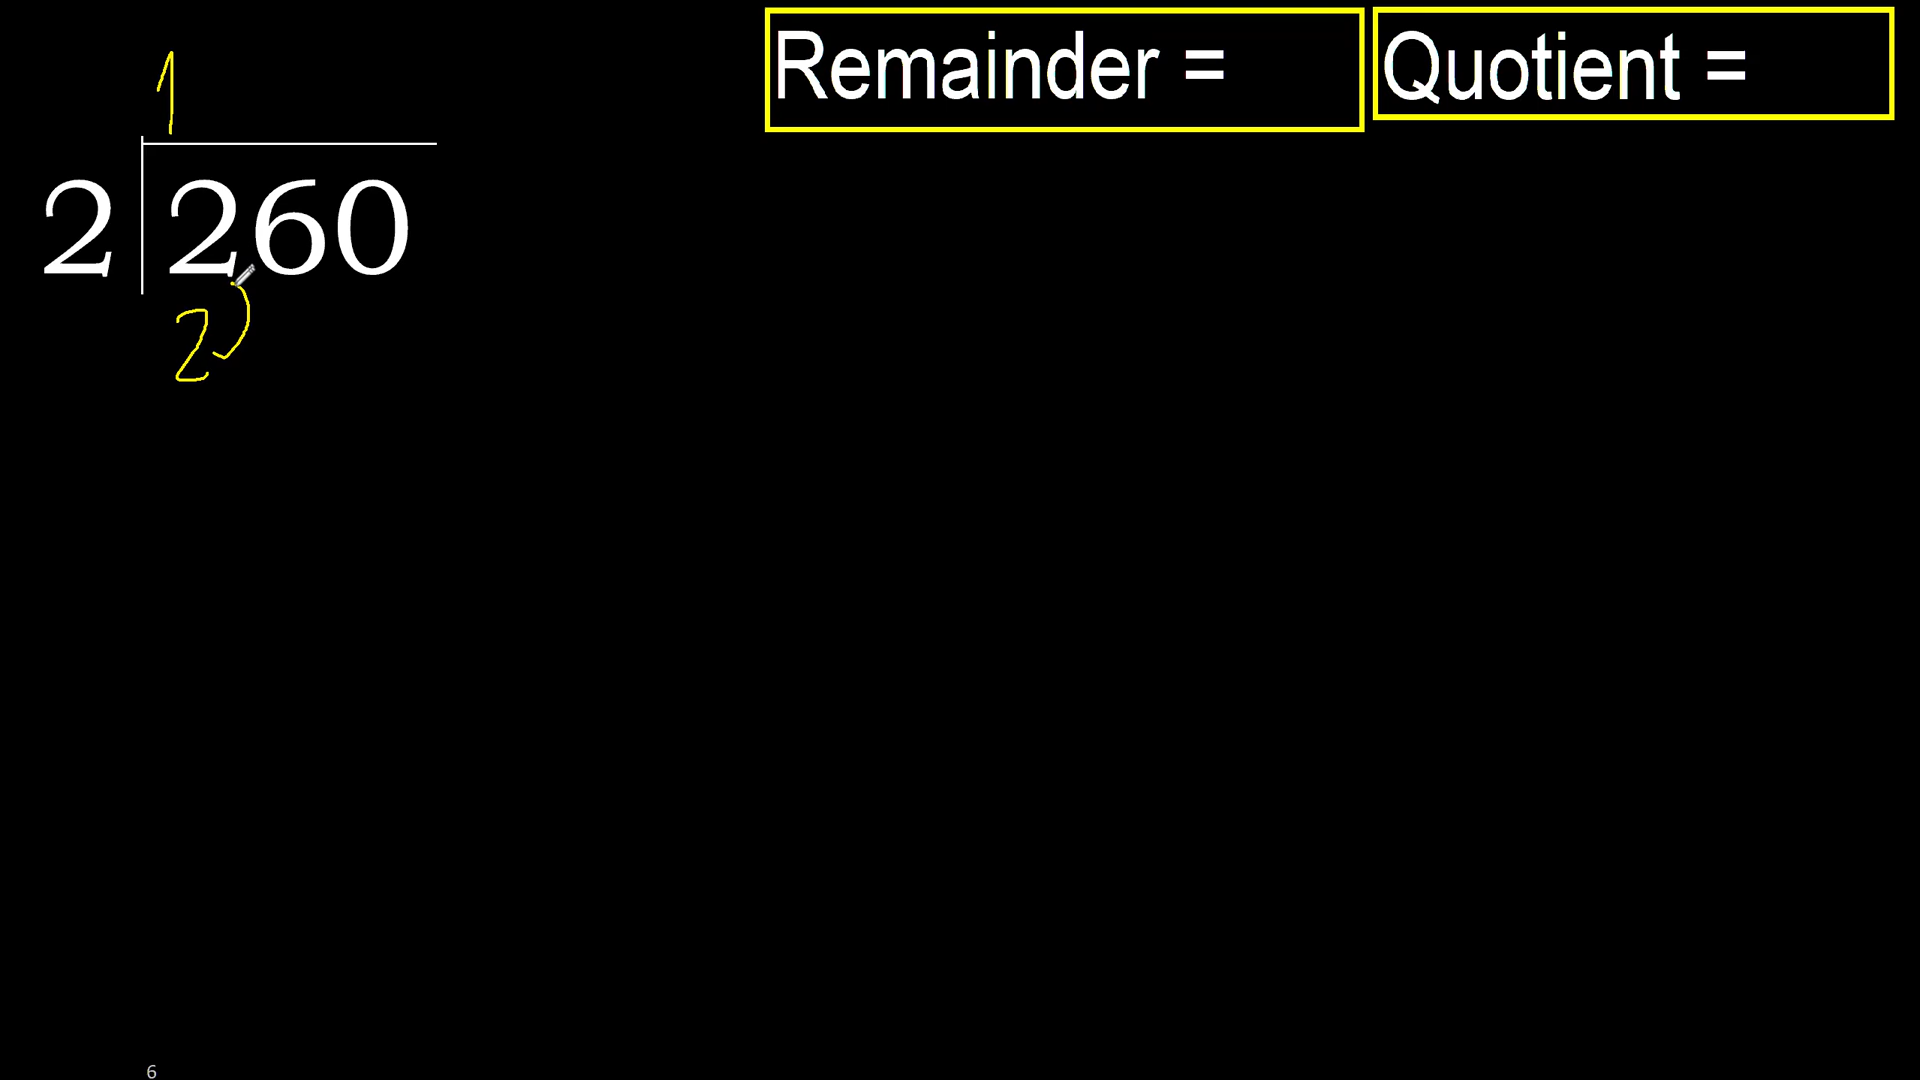 1
Remainder = Quotient =
2 260
2
6